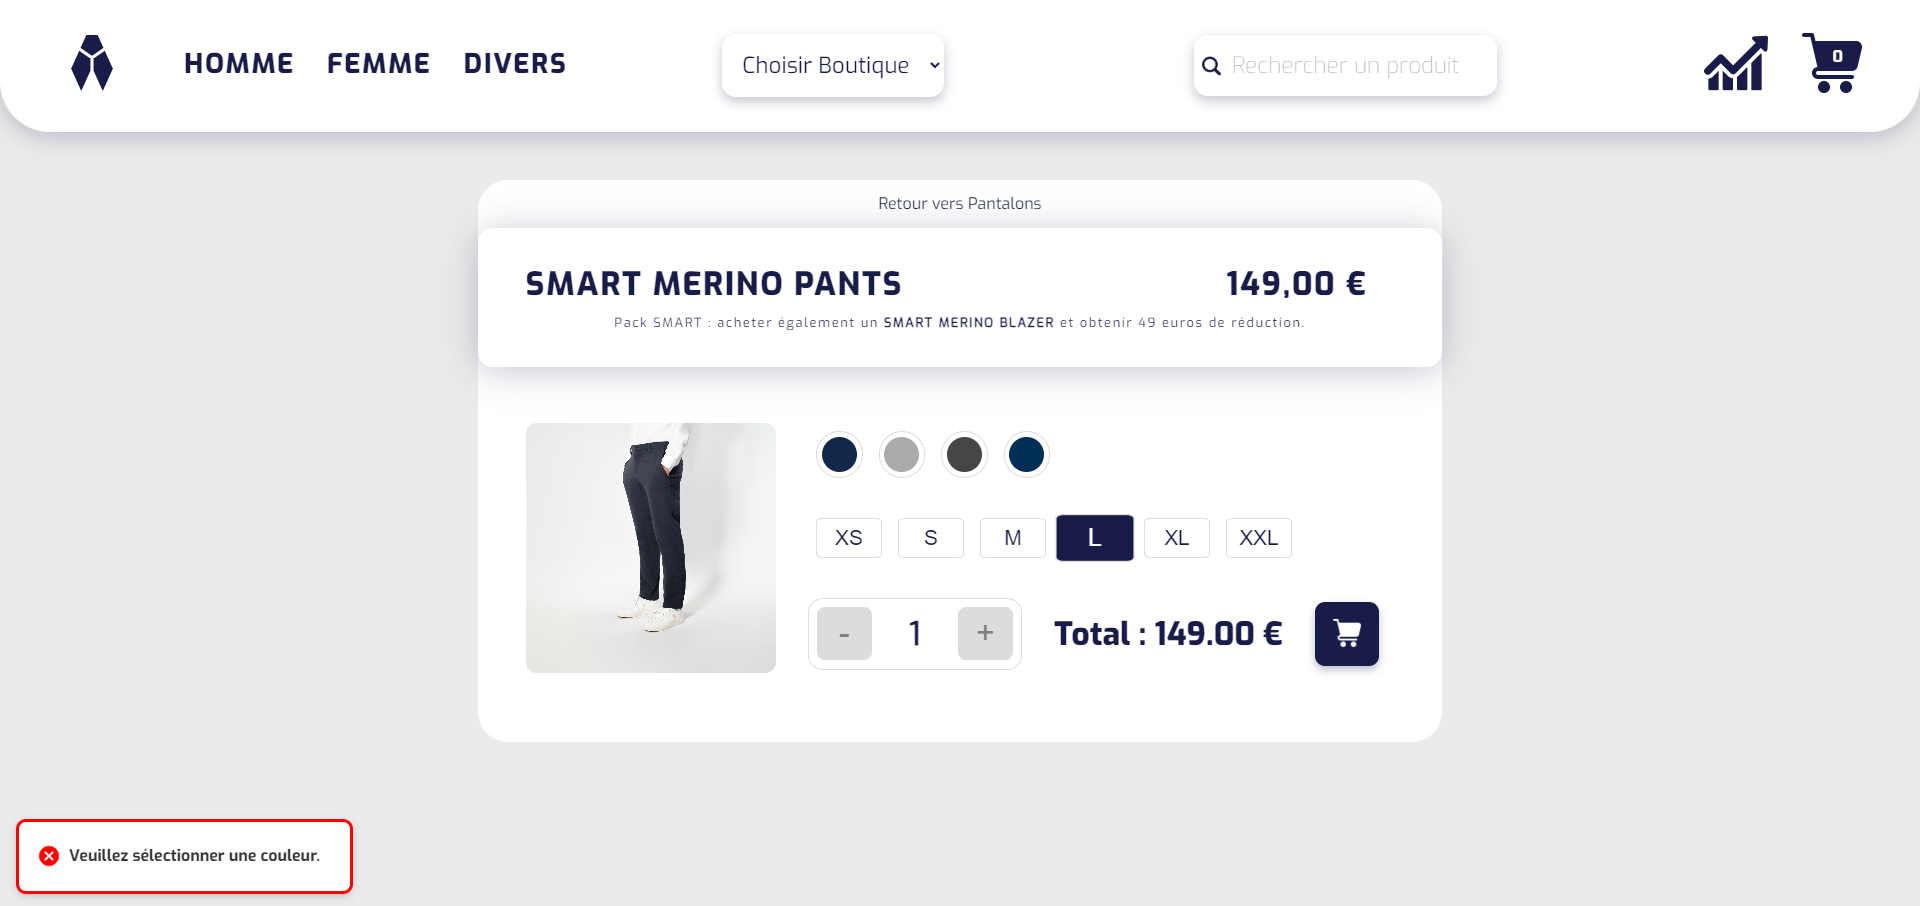 HOMME FEMME DIVERS Choisir Boutique Rechercher un produit 0
Retour vers Pantalons
SMART MERINO PANTS 149,00 €
Pack SMART : acheter également un SMART MERINO BLAZER et obtenir 49 euros de réduction.
XS S M L XL XXL
- 1 + Total : 149.00 €
Veuillez sélectionner une couleur.